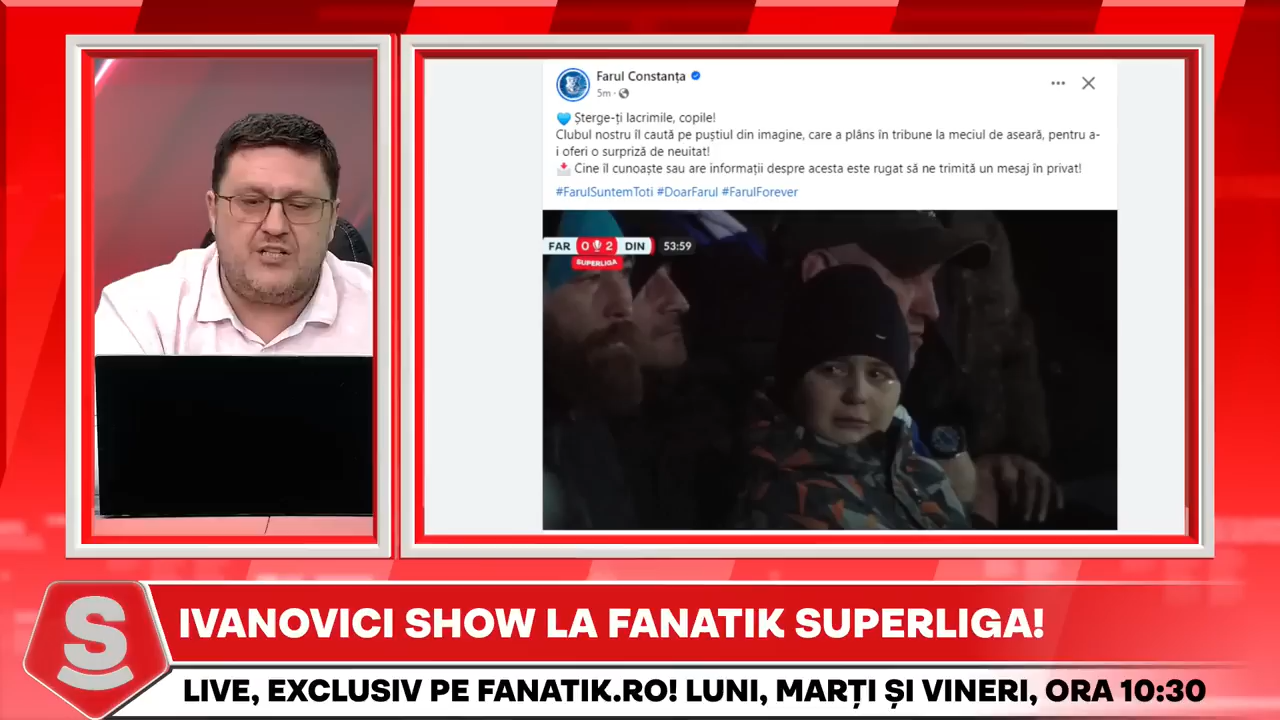 Farul Constanța
5m
Șterge-ți lacrimile, copile!
Clubul nostru îl caută pe puștiul din imagine, care a plâns în tribune la meciul de aseară, pentru a-
i oferi o surpriză de neuitat!
Cine îl cunoaște sau are informații despre acesta este rugat să ne trimită un mesaj în privat!
#FarulSuntemToti #DoarFarul #FarulForever
FAR 0 2 DIN 53:59
SUPERLIGA
S
IVANOVICI SHOW LA FANATIK SUPERLIGA!
LIVE, EXCLUSIV PE FANATIK.RO! LUNI, MARȚI ȘI VINERI, ORA 10:30